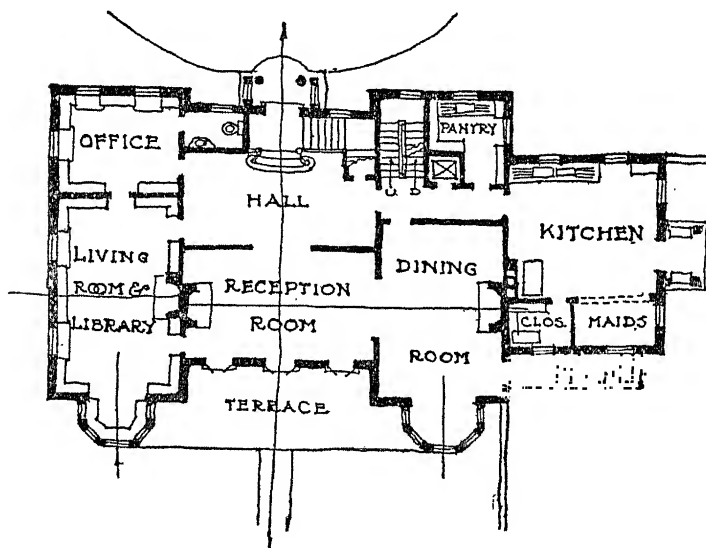 OFFICE
PANTRY
HALL
U D
KITCHEN
LIVING
ROOM &
LIBRARY
RECEPTION
ROOM
DINING
ROOM
CLOS.
MAIDS
TERRACE